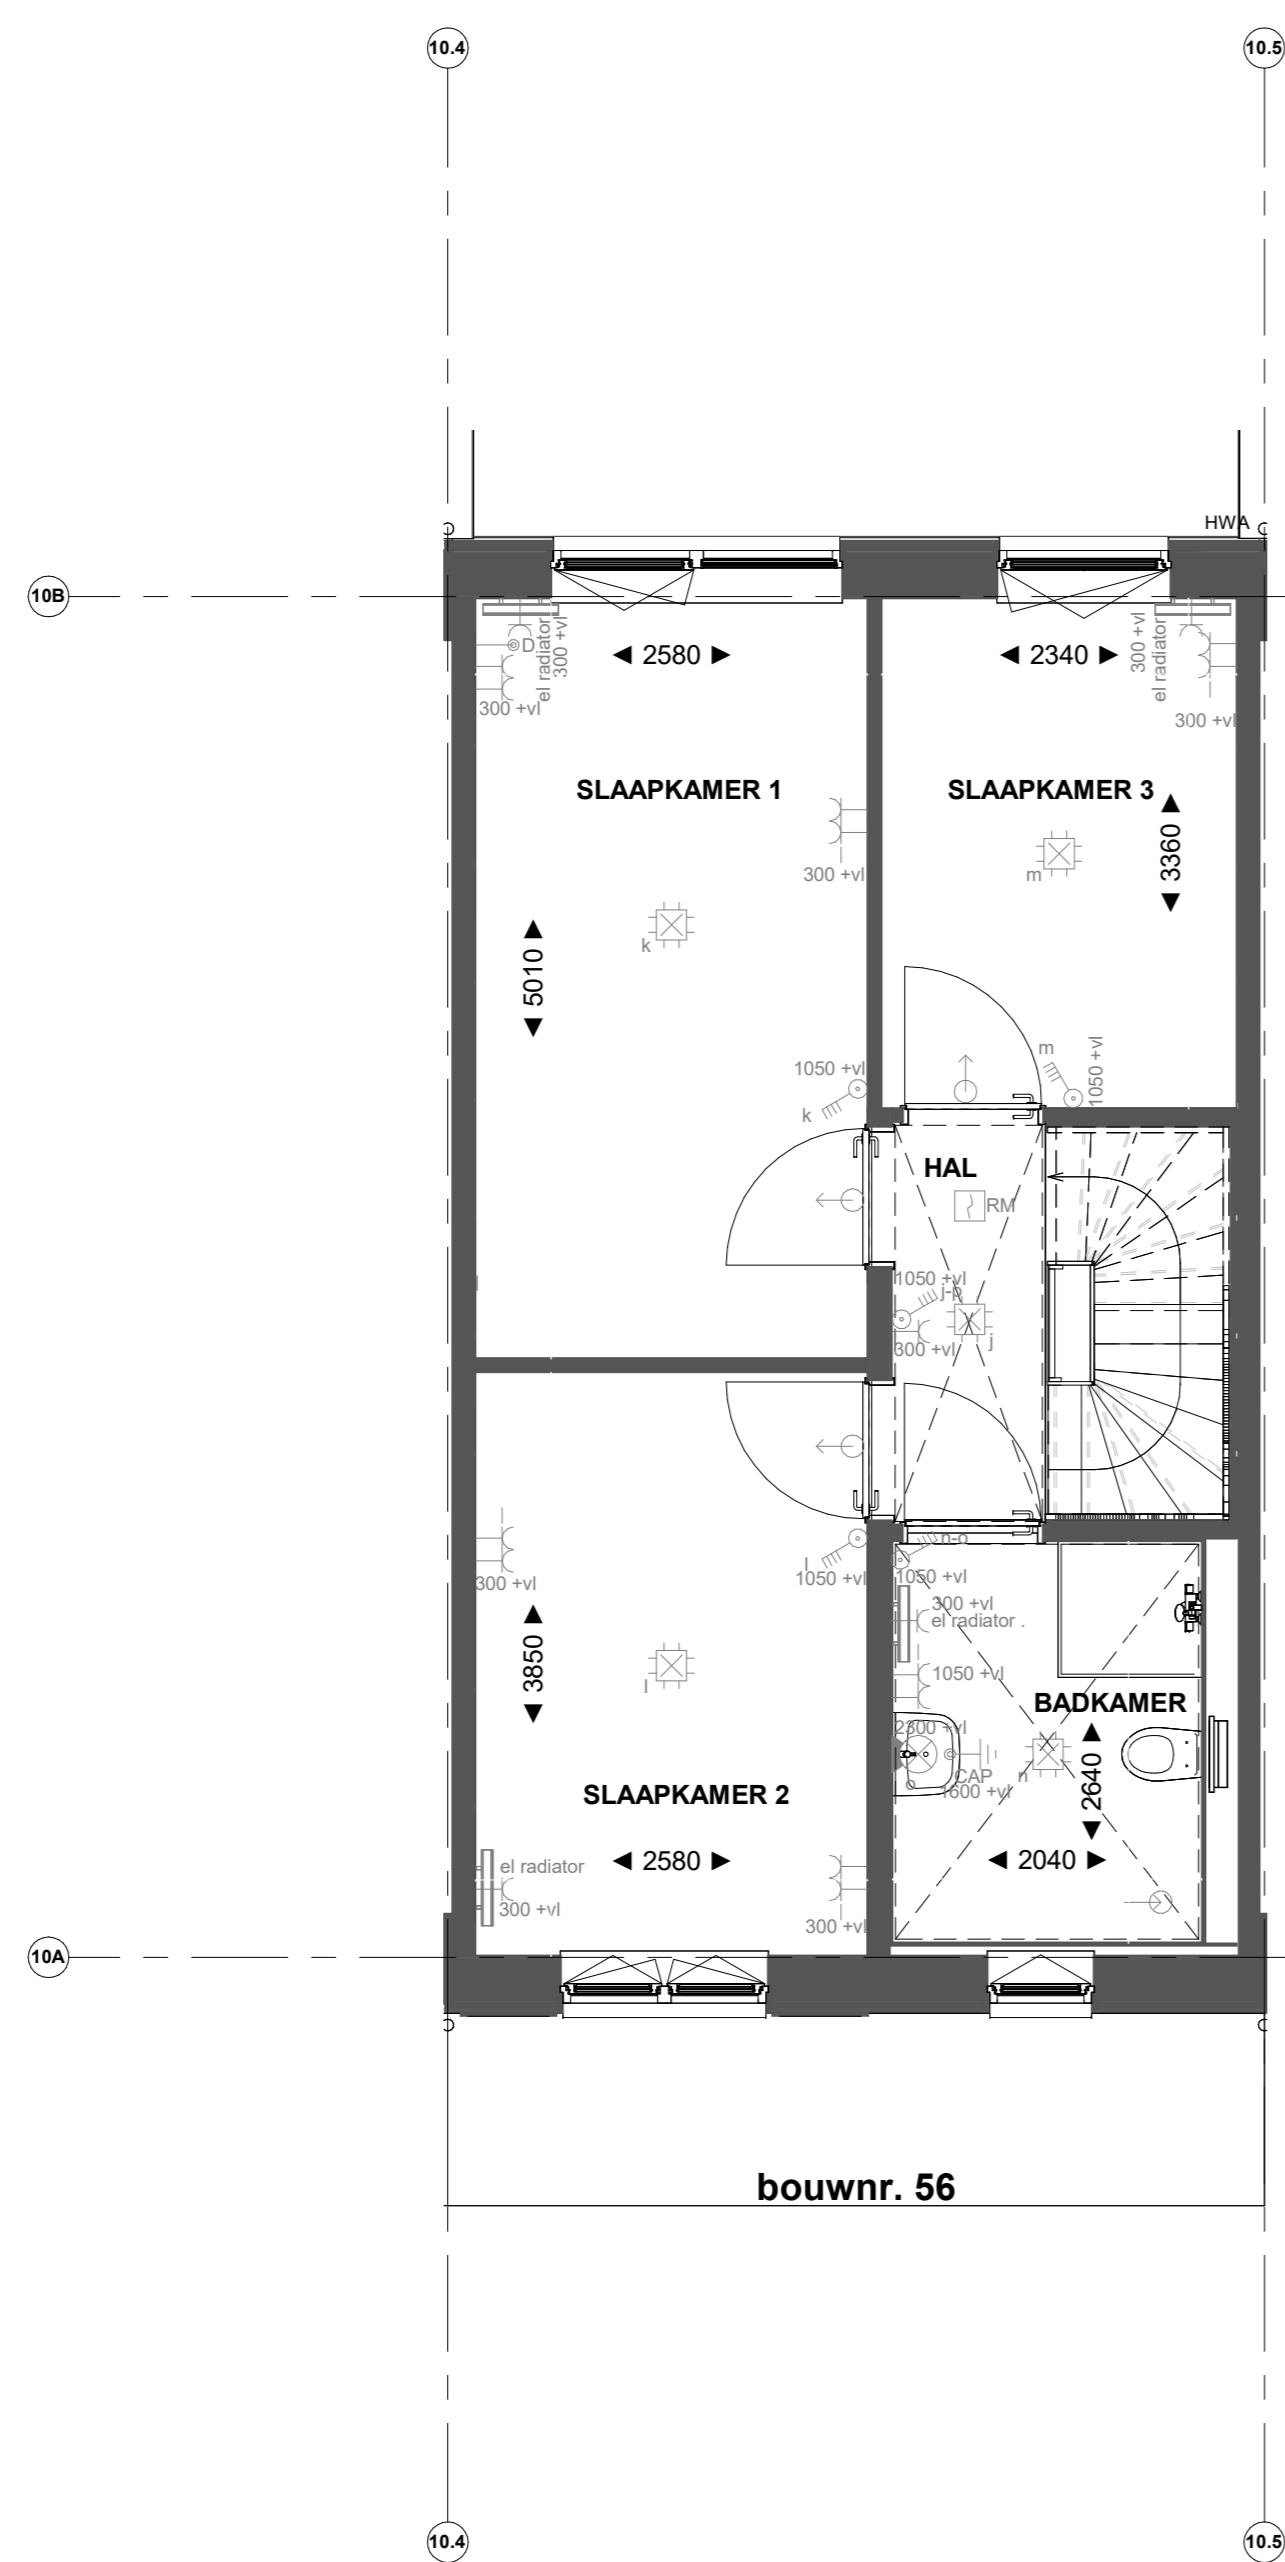 10.4
10.5
HWA
10B
el radiator
300 +vl
D
300 +vl
2580
2340
300 +vl
el radiator
300 +vl
SLAAPKAMER 1
SLAAPKAMER 3
300 +vl
m
3360
k
5010
1050 +vl
k
m
1050 +vl
HAL
RM
1050 +vl
j-p
300 +vl
j
n-o
l
1050 +vl
1050 +vl
300 +vl
300 +vl
el radiator .
3850
l
1050 +vl
BADKAMER
2300 +vl
CAP
n
1600 +vl
2640
SLAAPKAMER 2
el radiator
2580
2040
300 +vl
300 +vl
10A
bouwnr. 56
10.4
10.5